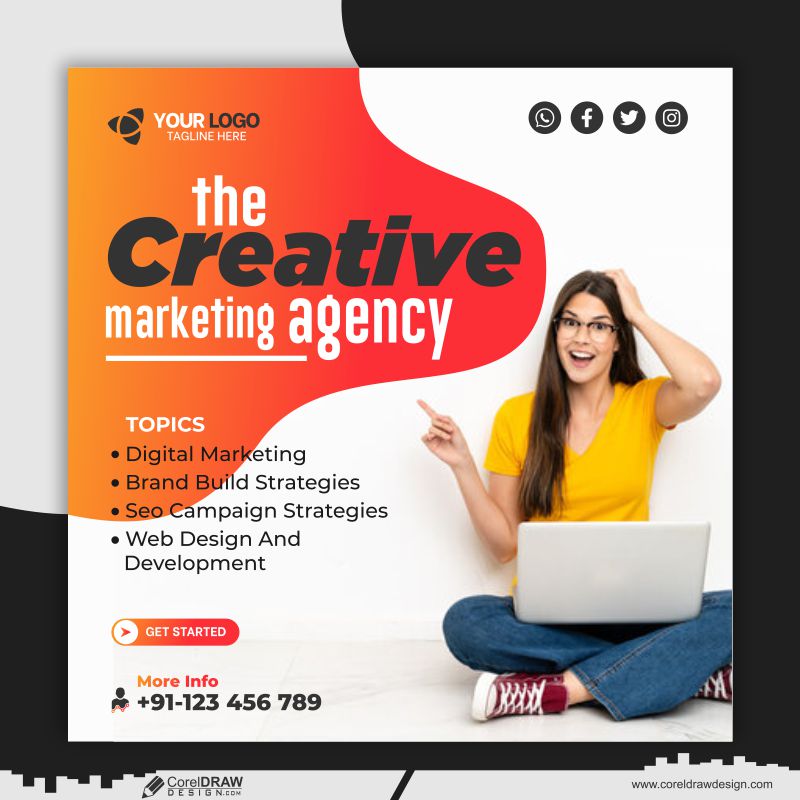 YOUR LOGO
TAGLINE HERE
the
Creative
marketing agency
TOPICS
• Digital Marketing
• Brand Build Strategies
• Seo Campaign Strategies
• Web Design And
Development
GET STARTED
More Info
+91-123 456 789
CorelDRAW
DESIGN.COM
www.coreldrawdesign.com